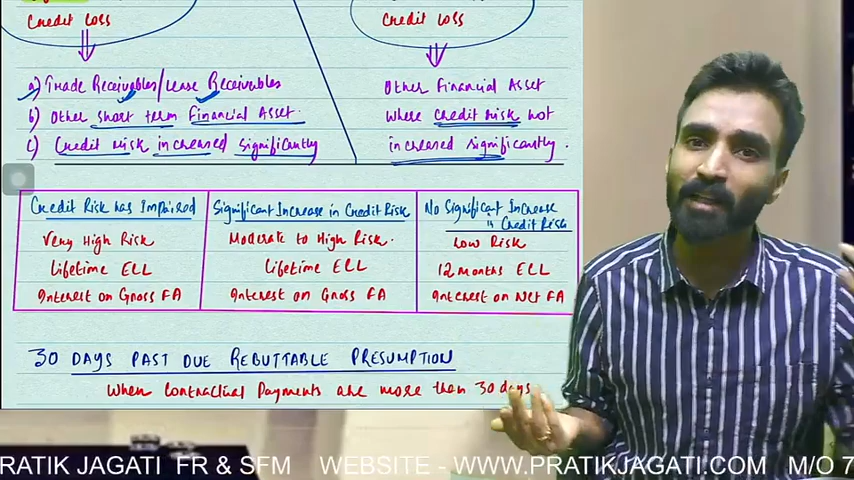 Credit Loss
Credit Loss
a) Trade Receivables/Lease Receivables
b) Other short term Financial Asset.
c) Credit risk increased significantly
Other Financial Asset
where credit risk not
increased significantly.
Credit Risk has Impaired
Very High Risk
Lifetime ECL
Interest on Gross FA
Significant Increase in Credit Risk
Moderate to High Risk.
Lifetime ECL
Interest on Gross FA
No Significant Increase
in Credit Risk
Low Risk
12 months ECL
Interest on Net FA
30 DAYS PAST DUE REBUTTABLE PRESUMPTION
When Contractual Payments are more than 30 days
RATIK JAGATI FR & SFM WEBSITE - WWW.PRATIKJAGATI.COM M/O 7